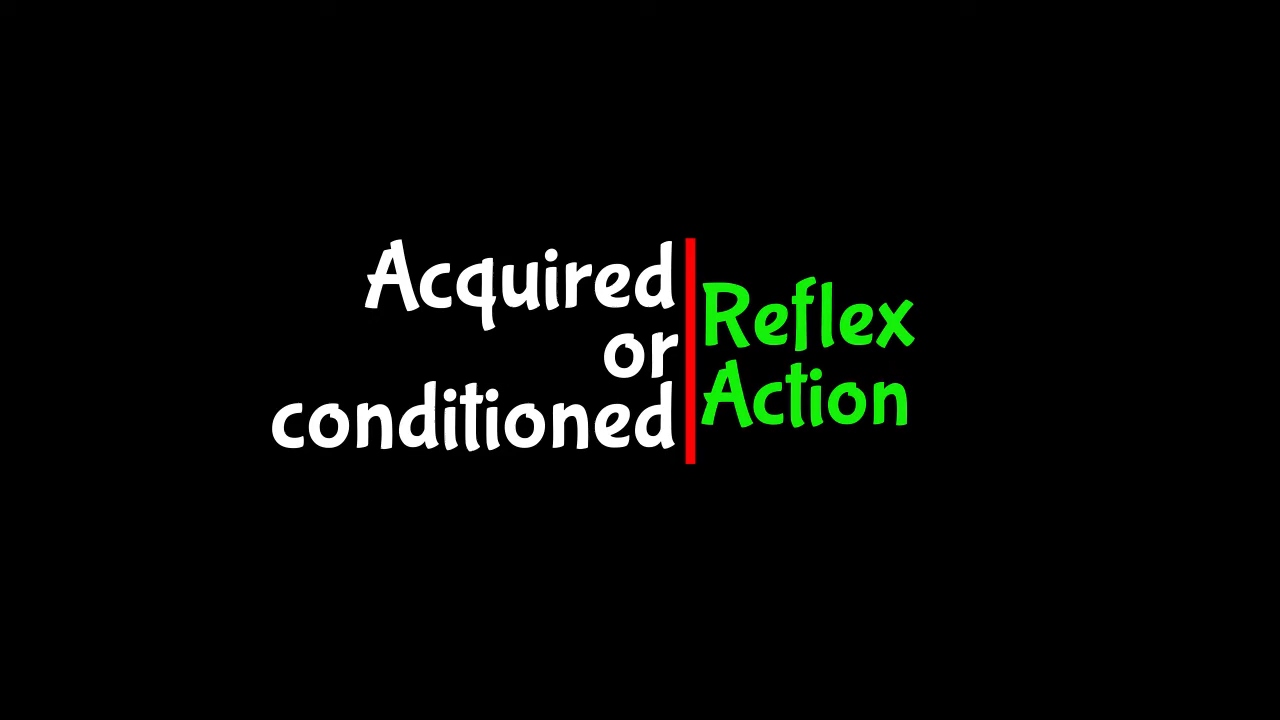 Acquired
or
conditioned
Reflex
Action